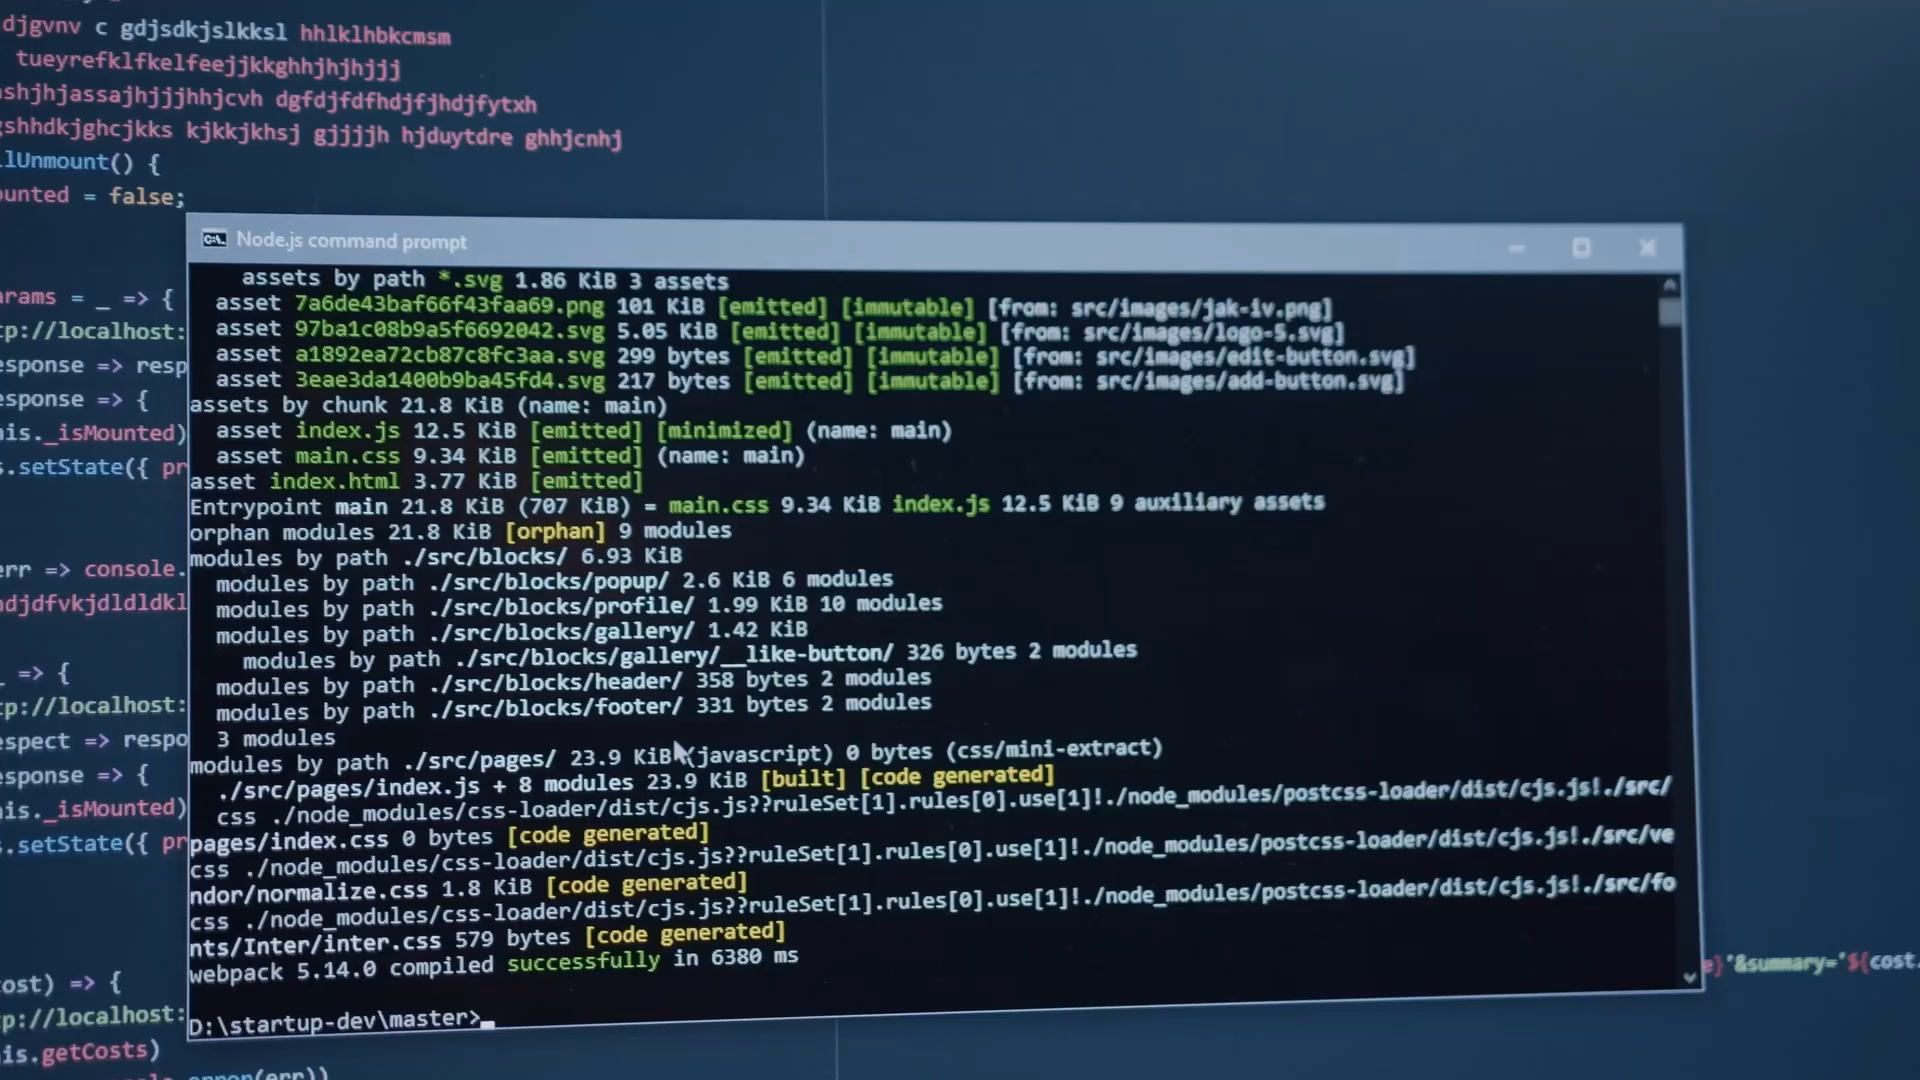 djgvnv c gdjsdkjslkksl hhlklhbkcmsm
tueyrefklfkelfeejjkkghhjhjhjjj
shjhjassajhjjjhhjcvh dgfdjfdfhdjfjhdjfytxh
gshhdkjghcjkks kjkkjkhsj gjjjjh hjduytdre ghhjcnhj
llUnmount() {
ounted = false;
Node.js command prompt
assets by path *.svg 1.86 KiB 3 assets
asset 7a6de43baf66f43faa69.png 101 KiB [emitted] [immutable] [from: src/images/jak-iv.png]
asset 97ba1c08b9a5f6692042.svg 5.05 KiB [emitted] [immutable] [from: src/images/logo-5.svg]
asset a1892ea72cb87c8fc3aa.svg 299 bytes [emitted] [immutable] [from: src/images/edit-button.svg]
asset 3eae3da1400b9ba45fd4.svg 217 bytes [emitted] [immutable] [from: src/images/add-button.svg]
assets by chunk 21.8 KiB (name: main)
asset index.js 12.5 KiB [emitted] [minimized] (name: main)
asset main.css 9.34 KiB [emitted] (name: main)
asset index.html 3.77 KiB [emitted]
Entrypoint main 21.8 KiB (707 KiB) = main.css 9.34 KiB index.js 12.5 KiB 9 auxiliary assets
orphan modules 21.8 KiB [orphan] 9 modules
modules by path ./src/blocks/ 6.93 KiB
modules by path ./src/blocks/popup/ 2.6 KiB 6 modules
modules by path ./src/blocks/profile/ 1.99 KiB 10 modules
modules by path ./src/blocks/gallery/ 1.42 KiB
modules by path ./src/blocks/gallery/__like-button/ 326 bytes 2 modules
modules by path ./src/blocks/header/ 358 bytes 2 modules
modules by path ./src/blocks/footer/ 331 bytes 2 modules
3 modules
modules by path ./src/pages/ 23.9 KiB (javascript) 0 bytes (css/mini-extract)
./src/pages/index.js + 8 modules 23.9 KiB [built] [code generated]
css ./node_modules/css-loader/dist/cjs.js??ruleSet[1].rules[0].use[1]!./node_modules/postcss-loader/dist/cjs.js!./src/
pages/index.css 0 bytes [code generated]
css ./node_modules/css-loader/dist/cjs.js??ruleSet[1].rules[0].use[1]!./node_modules/postcss-loader/dist/cjs.js!./src/ve
ndor/normalize.css 1.8 KiB [code generated]
css ./node_modules/css-loader/dist/cjs.js??ruleSet[1].rules[0].use[1]!./node_modules/postcss-loader/dist/cjs.js!./src/fo
nts/Inter/inter.css 579 bytes [code generated]
webpack 5.14.0 compiled successfully in 6380 ms
D:\startup-dev\master>
arams = _ => {
tp://localhost:
esponse => resp
esponse => {
his._isMounted)
s.setState({ pr
err => console.
djdfvkjdldldkl
_ => {
tp://localhost:
espect => respo
esponse => {
his._isMounted)
s.setState({ pr
ost) => {
tp://localhost:
his.getCosts)
console.error(err))
e}'&summary='${cost.